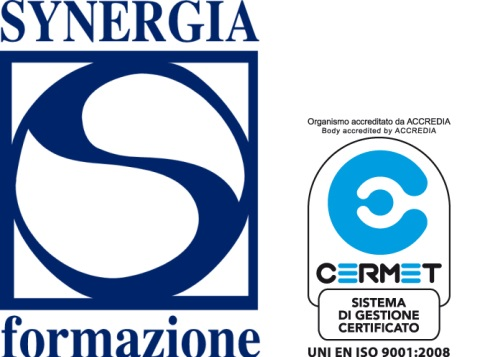 SYNERGIA
formazione
Organismo accreditato da ACCREDIA
Body accredited by ACCREDIA
CERMET
SISTEMA
DI GESTIONE
CERTIFICATO
UNI EN ISO 9001:2008